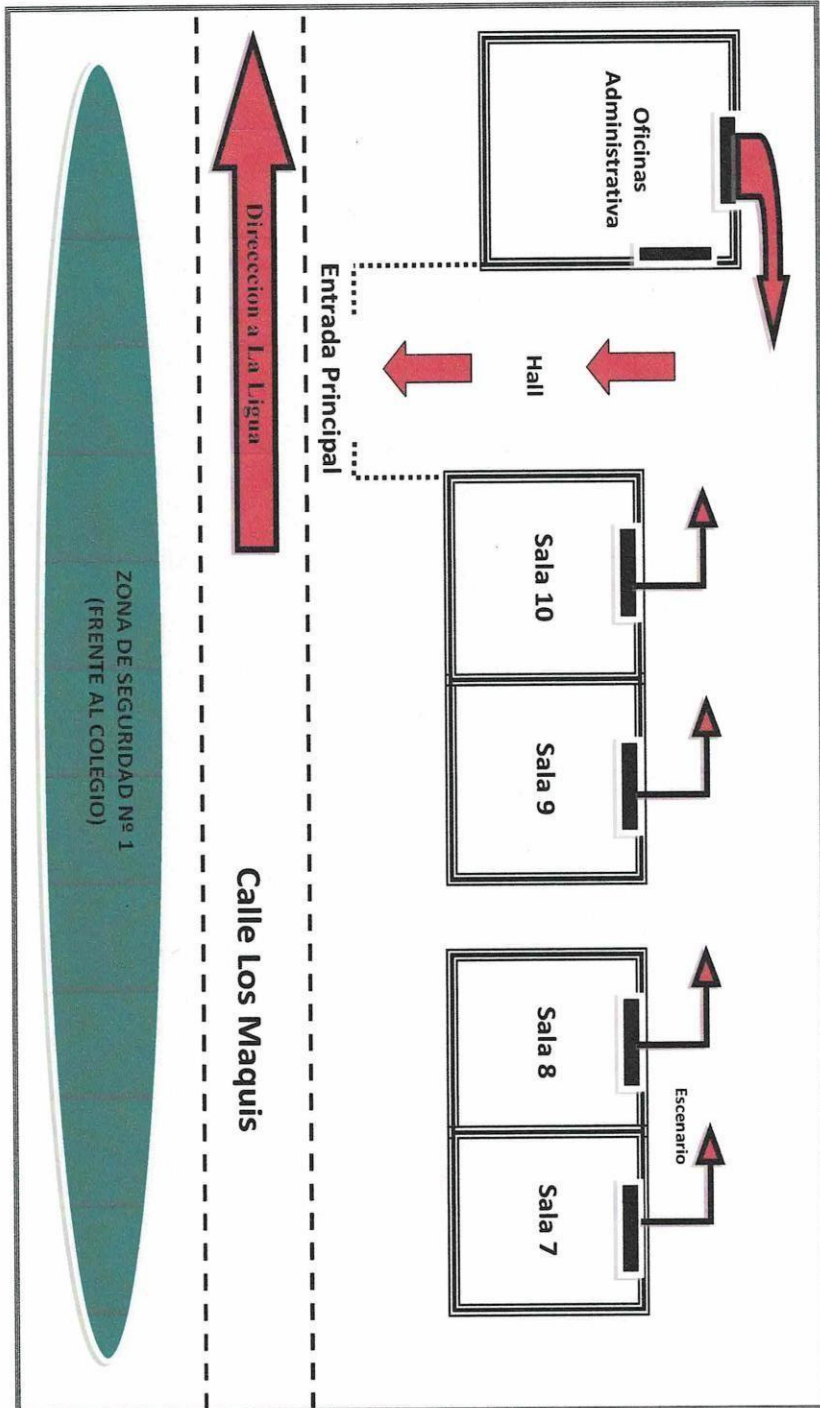 Oficinas
Administrativa
Hall
Entrada Principal
Sala 10
Sala 9
Sala 8
Sala 7
Escenario
Direccion a La Ligua
Calle Los Maquis
ZONA DE SEGURIDAD Nº 1
(FRENTE AL COLEGIO)